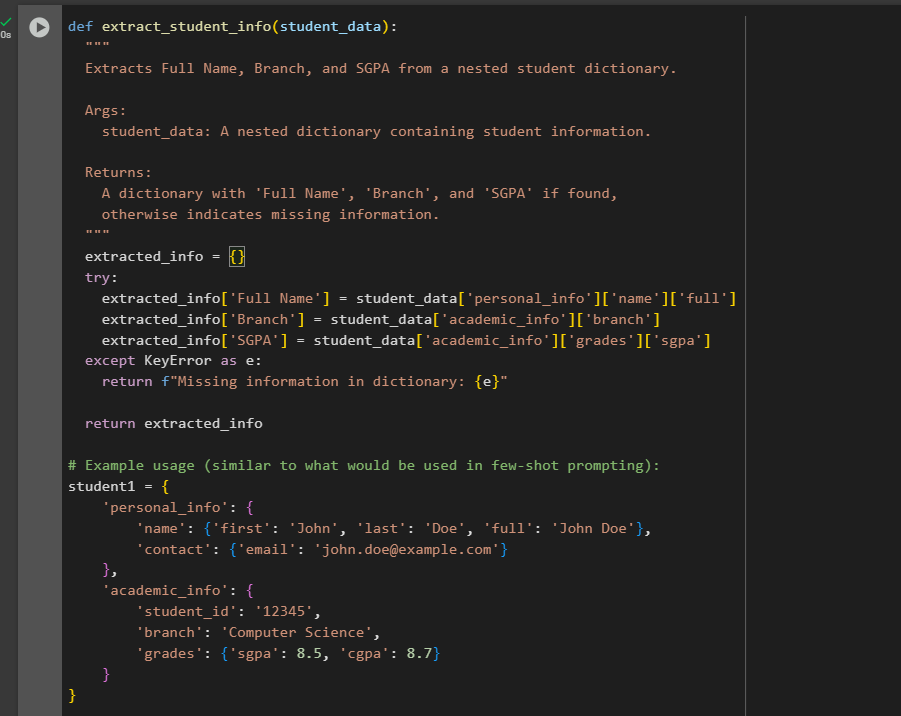 0s
def extract_student_info(student_data):
  """
  Extracts Full Name, Branch, and SGPA from a nested student dictionary.

  Args:
    student_data: A nested dictionary containing student information.

  Returns:
    A dictionary with 'Full Name', 'Branch', and 'SGPA' if found,
    otherwise indicates missing information.
  """
  extracted_info = {}
  try:
    extracted_info['Full Name'] = student_data['personal_info']['name']['full']
    extracted_info['Branch'] = student_data['academic_info']['branch']
    extracted_info['SGPA'] = student_data['academic_info']['grades']['sgpa']
  except KeyError as e:
    return f"Missing information in dictionary: {e}"

  return extracted_info

# Example usage (similar to what would be used in few-shot prompting):
student1 = {
    'personal_info': {
        'name': {'first': 'John', 'last': 'Doe', 'full': 'John Doe'},
        'contact': {'email': 'john.doe@example.com'}
    },
    'academic_info': {
        'student_id': '12345',
        'branch': 'Computer Science',
        'grades': {'sgpa': 8.5, 'cgpa': 8.7}
    }
}